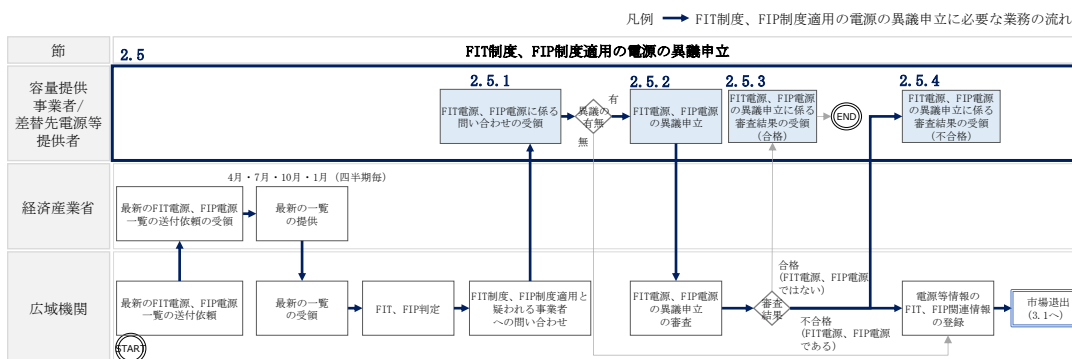 凡例 FIT制度、FIP制度適用の電源の異議申立に必要な業務の流れ
節
2.5
FIT制度、FIP制度適用の電源の異議申立
容量提供
事業者/
差替先電源等
提供者
2.5.1
FIT電源、FIP電源に係る
問い合わせの受領
異議の
有無
有
無
2.5.2
FIT電源、FIP電源
の異議申立
2.5.3
FIT電源、FIP電源
の異議申立に係る
審査結果の受領
(合格)
END
2.5.4
FIT電源、FIP電源
の異議申立に係る
審査結果の受領
(不合格)
経済産業省
4月・7月・10月・1月（四半期毎）
最新のFIT電源、FIP電源
一覧の送付依頼の受領
最新の一覧
の提供
広域機関
最新のFIT電源、FIP電源
一覧の送付依頼
START
最新の一覧
の受領
FIT、FIP判定
FIT制度、FIP制度適用と
疑われる事業者
への問い合わせ
FIT電源、FIP電源
の異議申立
の審査
審査
結果
合格
(FIT電源、FIP電源
ではない)
不合格
(FIT電源、FIP電源
である)
電源等情報の
FIT、FIP関連情報
の登録
市場退出
(3.1へ)